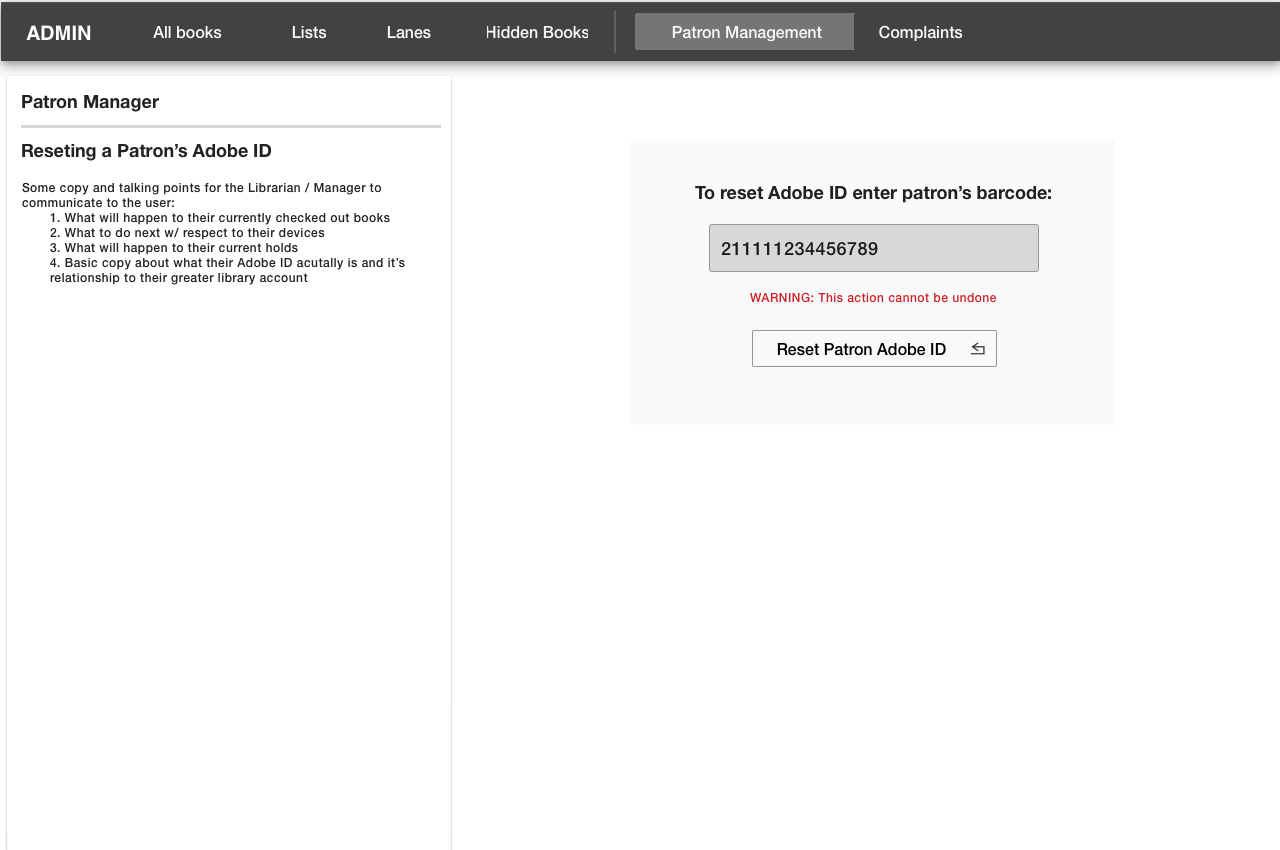 ADMIN All books Lists Lanes Hidden Books Patron Management Complaints
Patron Manager
Reseting a Patron’s Adobe ID
Some copy and talking points for the Librarian / Manager to
communicate to the user:
1. What will happen to their currently checked out books
2. What to do next w/ respect to their devices
3. What will happen to their current holds
4. Basic copy about what their Adobe ID acutally is and it’s
relationship to their greater library account
To reset Adobe ID enter patron’s barcode:
211111234456789
WARNING: This action cannot be undone
Reset Patron Adobe ID